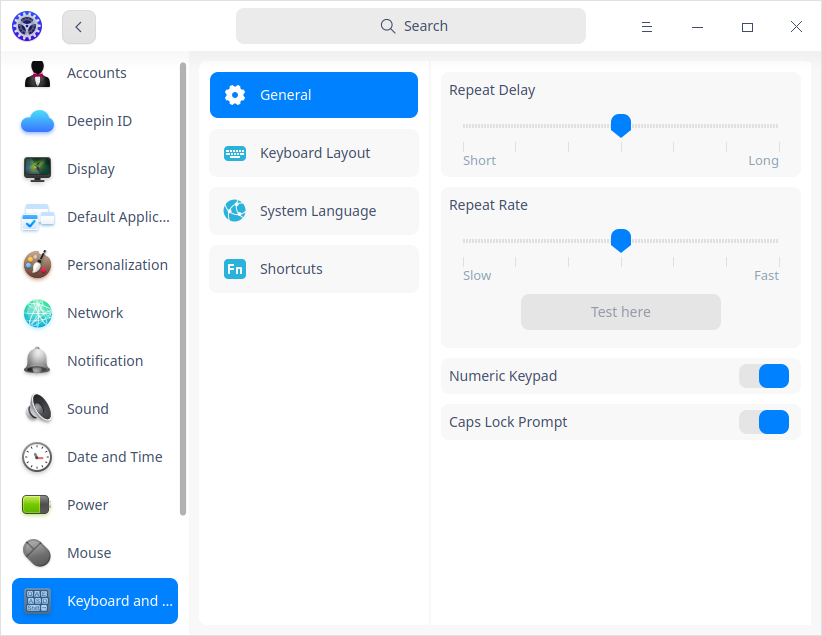 Search
Accounts
Deepin ID
Display
Default Applic...
Personalization
Network
Notification
Sound
Date and Time
Power
Mouse
Keyboard and ...
General
Keyboard Layout
System Language
Fn Shortcuts
Repeat Delay
Short Long
Repeat Rate
Slow Fast
Test here
Numeric Keypad
Caps Lock Prompt